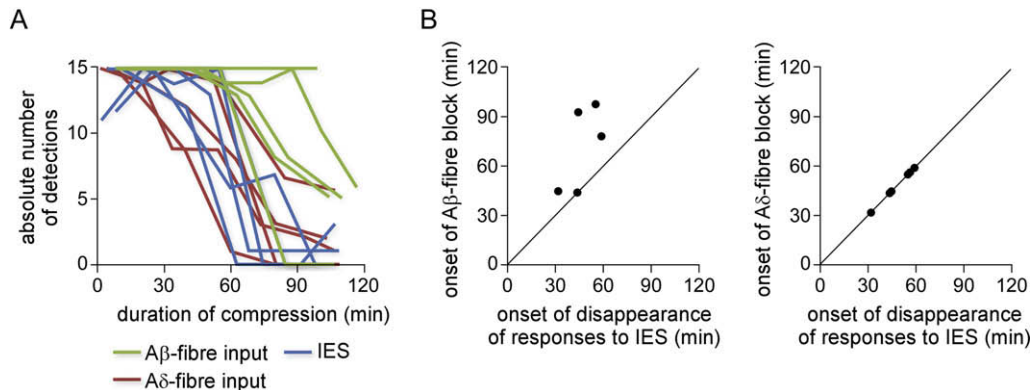 A
absolute number
of detections
15
10
5
0
0 30 60 90 120
duration of compression (min)
Aβ-fibre input
IES
Aδ-fibre input
B
onset of Aβ-fibre block (min)
120
90
60
30
0
0 30 60 90 120
onset of disappearance
of responses to IES (min)
onset of Aδ-fibre block (min)
120
90
60
30
0
0 30 60 90 120
onset of disappearance
of responses to IES (min)